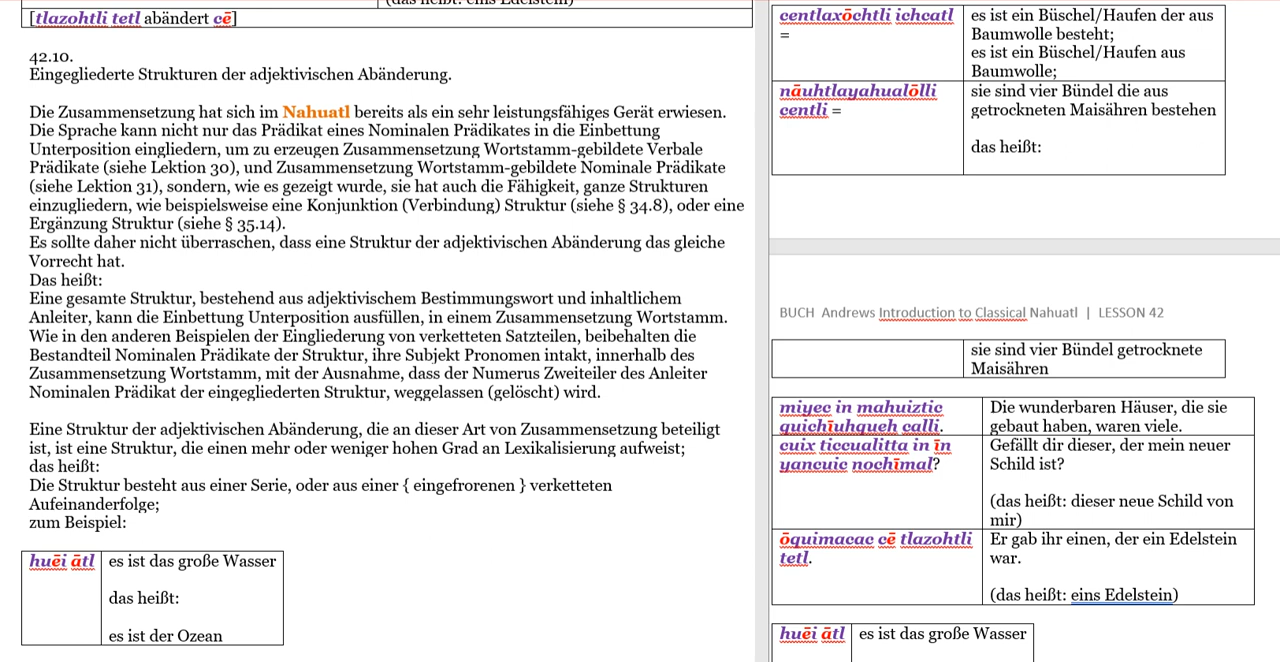 [tlazohtli tetl abändert cē]
42.10.
Eingegliederte Strukturen der adjektivischen Abänderung.
Die Zusammensetzung hat sich im Nahuatl bereits als ein sehr leistungsfähiges Gerät erwiesen.
Die Sprache kann nicht nur das Prädikat eines Nominalen Prädikates in die Einbettung
Unterposition eingliedern, um zu erzeugen Zusammensetzung Wortstamm-gebildete Verbale
Prädikate (siehe Lektion 30), und Zusammensetzung Wortstamm-gebildete Nominale Prädikate
(siehe Lektion 31), sondern, wie es gezeigt wurde, sie hat auch die Fähigkeit, ganze Strukturen
einzugliedern, wie beispielsweise eine Konjunktion (Verbindung) Struktur (siehe § 34.8), oder eine
Ergänzung Struktur (siehe § 35.14).
Es sollte daher nicht überraschen, dass eine Struktur der adjektivischen Abänderung das gleiche
Vorrecht hat.
Das heißt:
Eine gesamte Struktur, bestehend aus adjektivischem Bestimmungswort und inhaltlichem
Anleiter, kann die Einbettung Unterposition ausfüllen, in einem Zusammensetzung Wortstamm.
Wie in den anderen Beispielen der Eingliederung von verketteten Satzteilen, beibehalten die
Bestandteil Nominalen Prädikate der Struktur, ihre Subjekt Pronomen intakt, innerhalb des
Zusammensetzung Wortstamm, mit der Ausnahme, dass der Numerus Zweiteiler des Anleiter
Nominalen Prädikat der eingegliederten Struktur, weggelassen (gelöscht) wird.
Eine Struktur der adjektivischen Abänderung, die an dieser Art von Zusammensetzung beteiligt
ist, ist eine Struktur, die einen mehr oder weniger hohen Grad an Lexikalisierung aufweist;
das heißt:
Die Struktur besteht aus einer Serie, oder aus einer { eingefrorenen } verketteten
Aufeinanderfolge;
zum Beispiel:
huēi ātl es ist das große Wasser
das heißt:
es ist der Ozean
centlaxōchtli ichcatl es ist ein Büschel/Haufen der aus
= Baumwolle besteht;
es ist ein Büschel/Haufen aus
Baumwolle;
nāuhtlayahualōlli sie sind vier Bündel die aus
centli = getrockneten Maisähren bestehen
das heißt:
BUCH Andrews Introduction to Classical Nahuatl | LESSON 42
sie sind vier Bündel getrocknete
Maisähren
miyec in mahuiztic Die wunderbaren Häuser, die sie
quichīuhqueh calli. gebaut haben, waren viele.
cuix ticcualitta in īn Gefällt dir dieser, der mein neuer
yancuic nochīmal? Schild ist?
(das heißt: dieser neue Schild von
mir)
ōquimacac cē tlazohtli Er gab ihr einen, der ein Edelstein
tetl. war.
(das heißt: eins Edelstein)
huēi ātl es ist das große Wasser